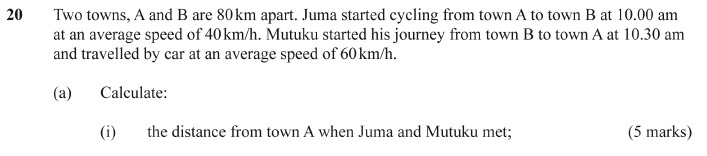 20 Two towns, A and B are 80 km apart. Juma started cycling from town A to town B at 10.00 am
at an average speed of 40 km/h. Mutuku started his journey from town B to town A at 10.30 am
and travelled by car at an average speed of 60 km/h.
(a) Calculate:
(i) the distance from town A when Juma and Mutuku met; (5 marks)